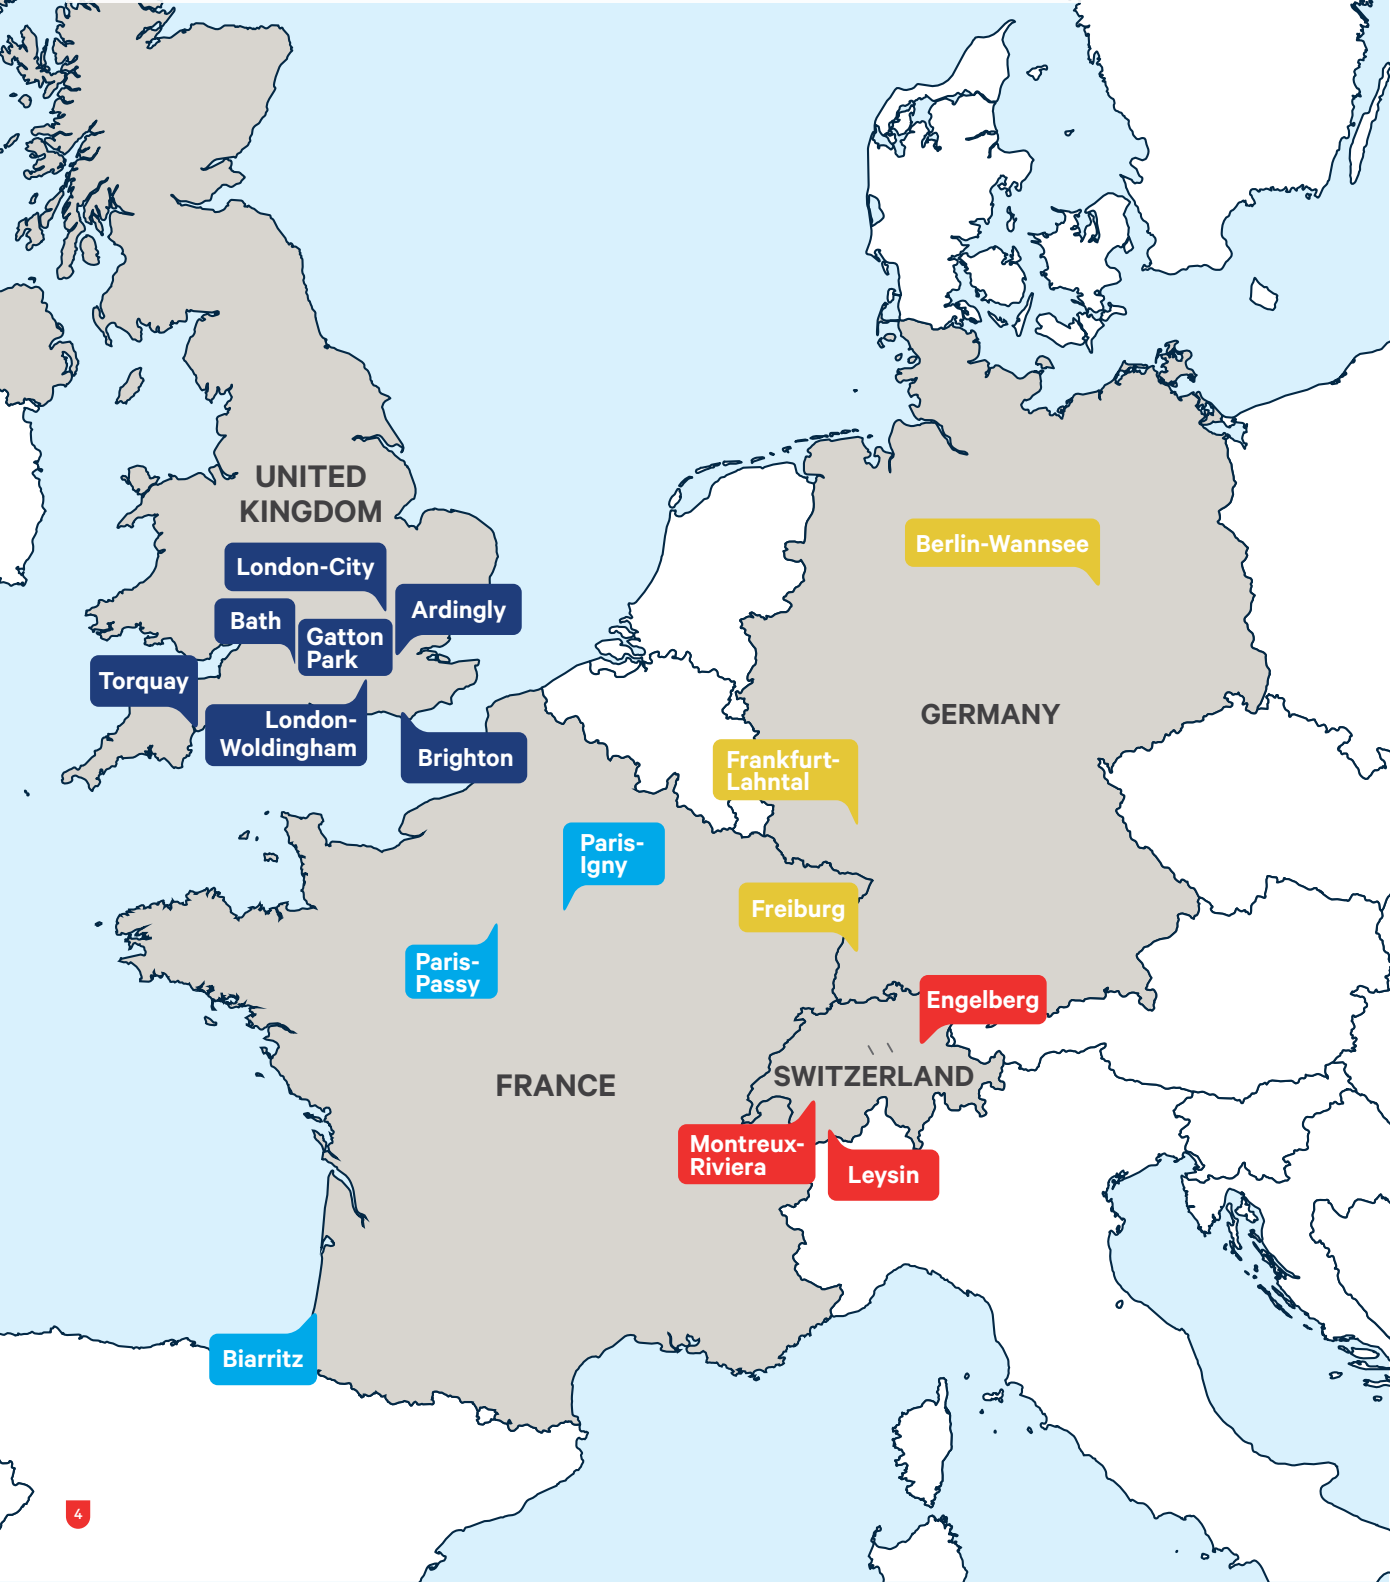 UNITED
KINGDOM
London-City
Ardingly
Bath
Gatton
Park
Torquay
London-
Woldingham
Brighton
Berlin-Wannsee
GERMANY
Frankfurt-
Lahntal
Freiburg
Paris-
Igny
Paris-
Passy
FRANCE
Engelberg
SWITZERLAND
Montreux-
Riviera
Leysin
Biarritz
4